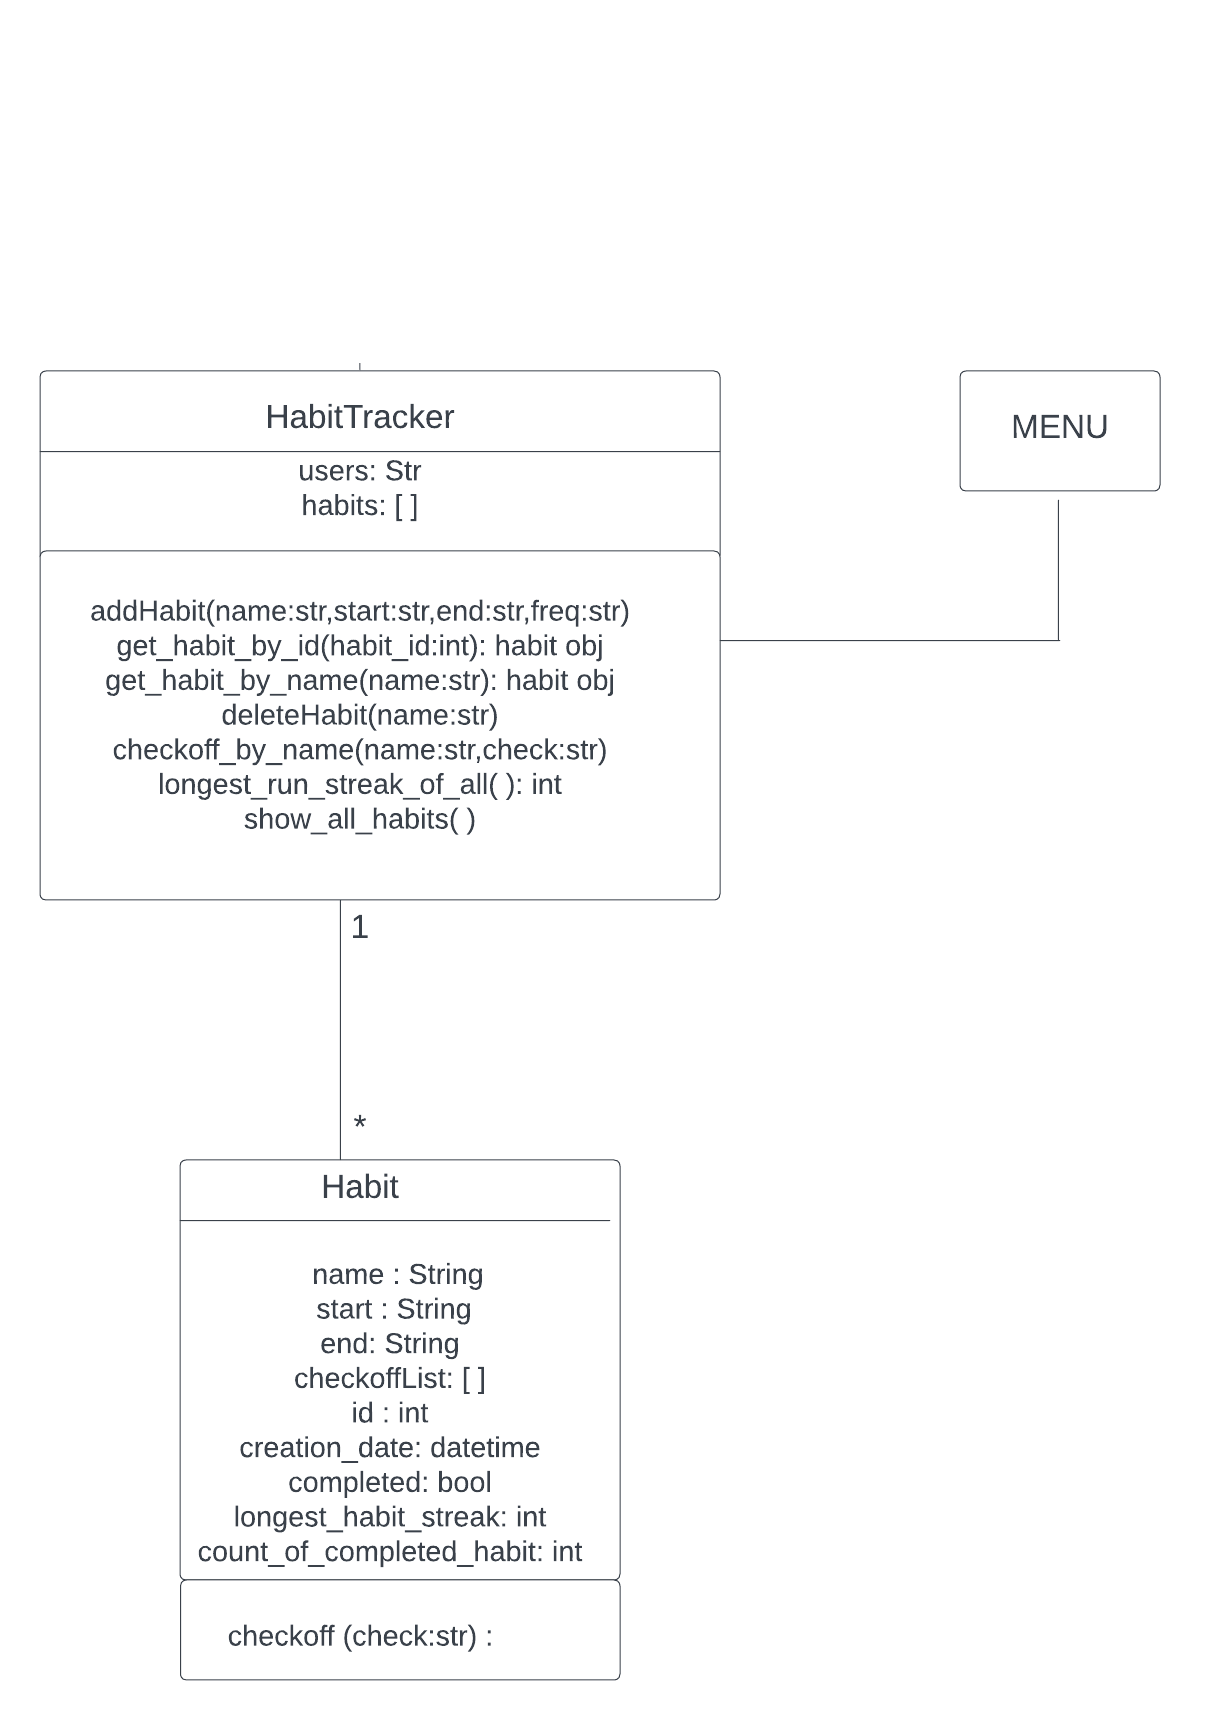 HabitTracker
users: Str
habits: [ ]
addHabit(name:str,start:str,end:str,freq:str)
get_habit_by_id(habit_id:int): habit obj
get_habit_by_name(name:str): habit obj
deleteHabit(name:str)
checkoff_by_name(name:str,check:str)
longest_run_streak_of_all( ): int
show_all_habits( )
MENU
1
*
Habit
name : String
start : String
end: String
checkoffList: [ ]
id : int
creation_date: datetime
completed: bool
longest_habit_streak: int
count_of_completed_habit: int
checkoff (check:str) :